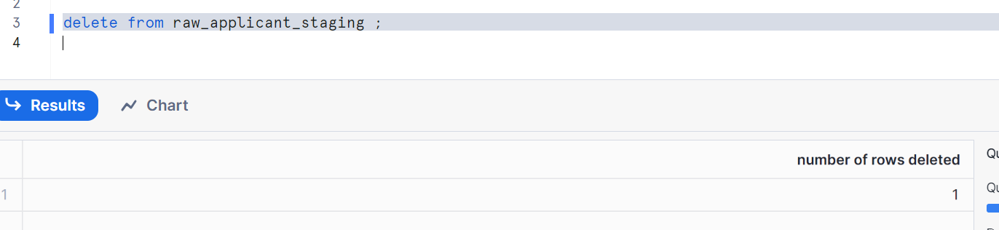 2
3 delete from raw_applicant_staging ;
4
Results Chart
number of rows deleted
1 1